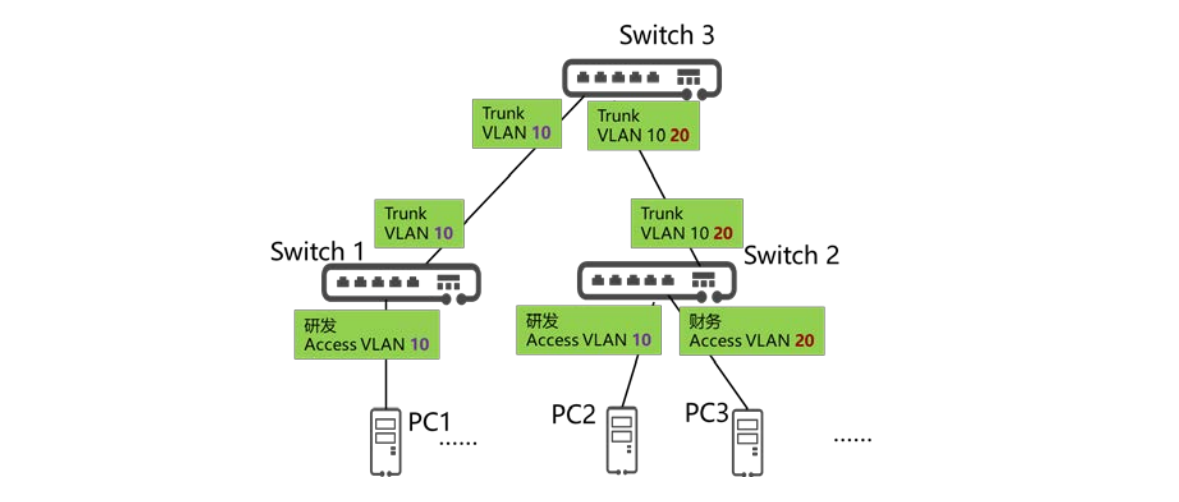 Switch 3
Trunk
VLAN 10
Trunk
VLAN 10 20
Trunk
VLAN 10
Trunk
VLAN 10 20
Switch 1
Switch 2
研发
Access VLAN 10
研发
Access VLAN 10
财务
Access VLAN 20
PC1
......
PC2
PC3
......